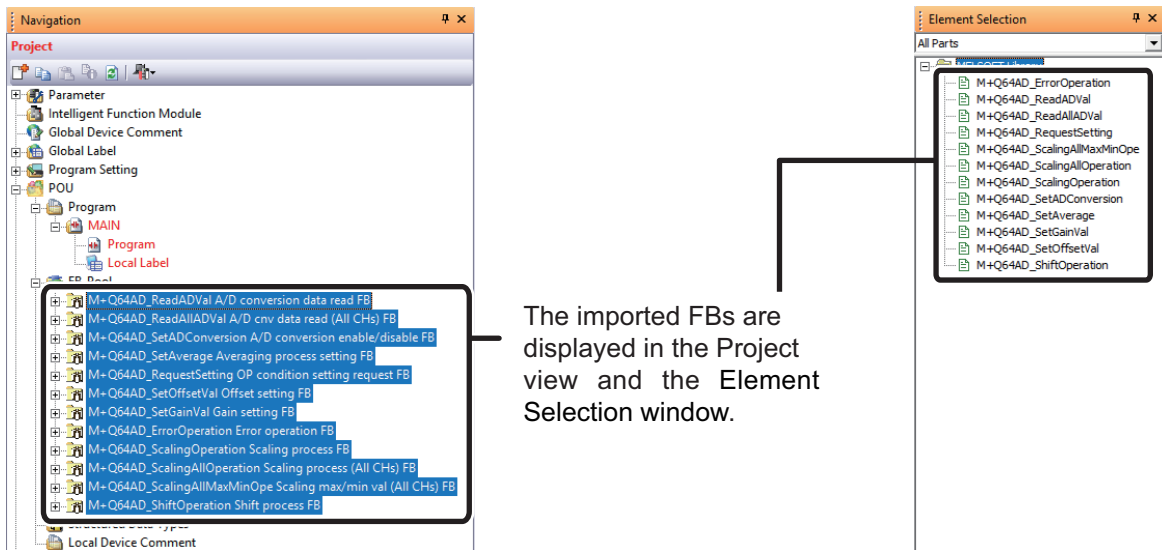 Navigation
Project
Parameter
Intelligent Function Module
Global Device Comment
Global Label
Program Setting
POU
Program
MAIN
Program
Local Label
FB_Pool
M+Q64AD_ReadADVal A/D conversion data read FB
M+Q64AD_ReadAllADVal A/D cnv data read (All CHs) FB
M+Q64AD_SetADConversion A/D conversion enable/disable FB
M+Q64AD_SetAverage Averaging process setting FB
M+Q64AD_RequestSetting OP condition setting request FB
M+Q64AD_SetOffsetVal Offset setting FB
M+Q64AD_SetGainVal Gain setting FB
M+Q64AD_ErrorOperation Error operation FB
M+Q64AD_ScalingOperation Scaling process FB
M+Q64AD_ScalingAllOperation Scaling process (All CHs) FB
M+Q64AD_ScalingAllMaxMinOpe Scaling max/min val (All CHs) FB
M+Q64AD_ShiftOperation Shift process FB
Structured Data Types
Local Device Comment
The imported FBs are
displayed in the Project
view and the Element
Selection window.
Element Selection
All Parts
MELSOFT Library
M+Q64AD_ErrorOperation
M+Q64AD_ReadADVal
M+Q64AD_ReadAllADVal
M+Q64AD_RequestSetting
M+Q64AD_ScalingAllMaxMinOpe
M+Q64AD_ScalingAllOperation
M+Q64AD_ScalingOperation
M+Q64AD_SetADConversion
M+Q64AD_SetAverage
M+Q64AD_SetGainVal
M+Q64AD_SetOffsetVal
M+Q64AD_ShiftOperation